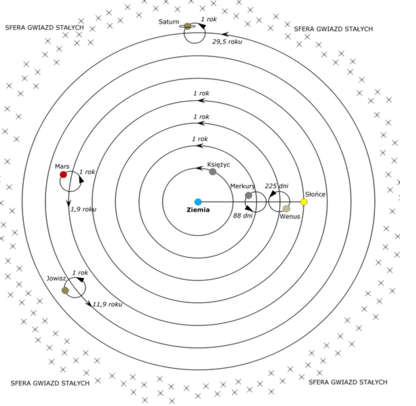 Saturn
1 rok
SFERA GWIAZD STAŁYCH
SFERA GWIAZD STAŁYCH
29,5 roku
1 rok
1 rok
1 rok
Księżyc
Mars
1 rok
Merkury
225 dni
Słońce
Ziemia
1,9 roku
88 dni
Wenus
Jowisz
1 rok
11,9 roku
SFERA GWIAZD STAŁYCH
SFERA GWIAZD STAŁYCH